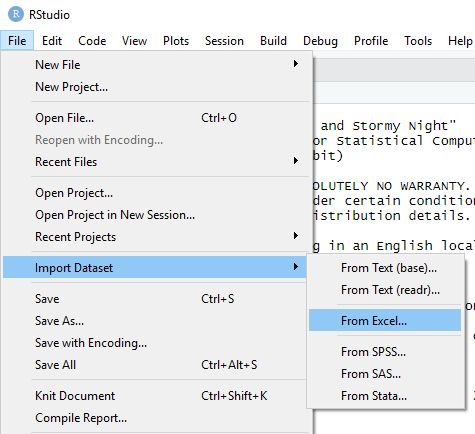 RStudio
File Edit Code View Plots Session Build Debug Profile Tools Help
New File
New Project...
Open File... Ctrl+O
Reopen with Encoding...
Recent Files
Open Project...
Open Project in New Session...
Recent Projects
Import Dataset
Save Ctrl+S
Save As...
Save with Encoding...
Save All Ctrl+Alt+S
Knit Document Ctrl+Shift+K
Compile Report...
and Stormy Night"
or Statistical Comput
bit)
OLUTELY NO WARRANTY.
der certain condition
istribution details.
g in an English local
From Text (base)...
From Text (readr)...
From Excel...
From SPSS...
From SAS...
From Stata...